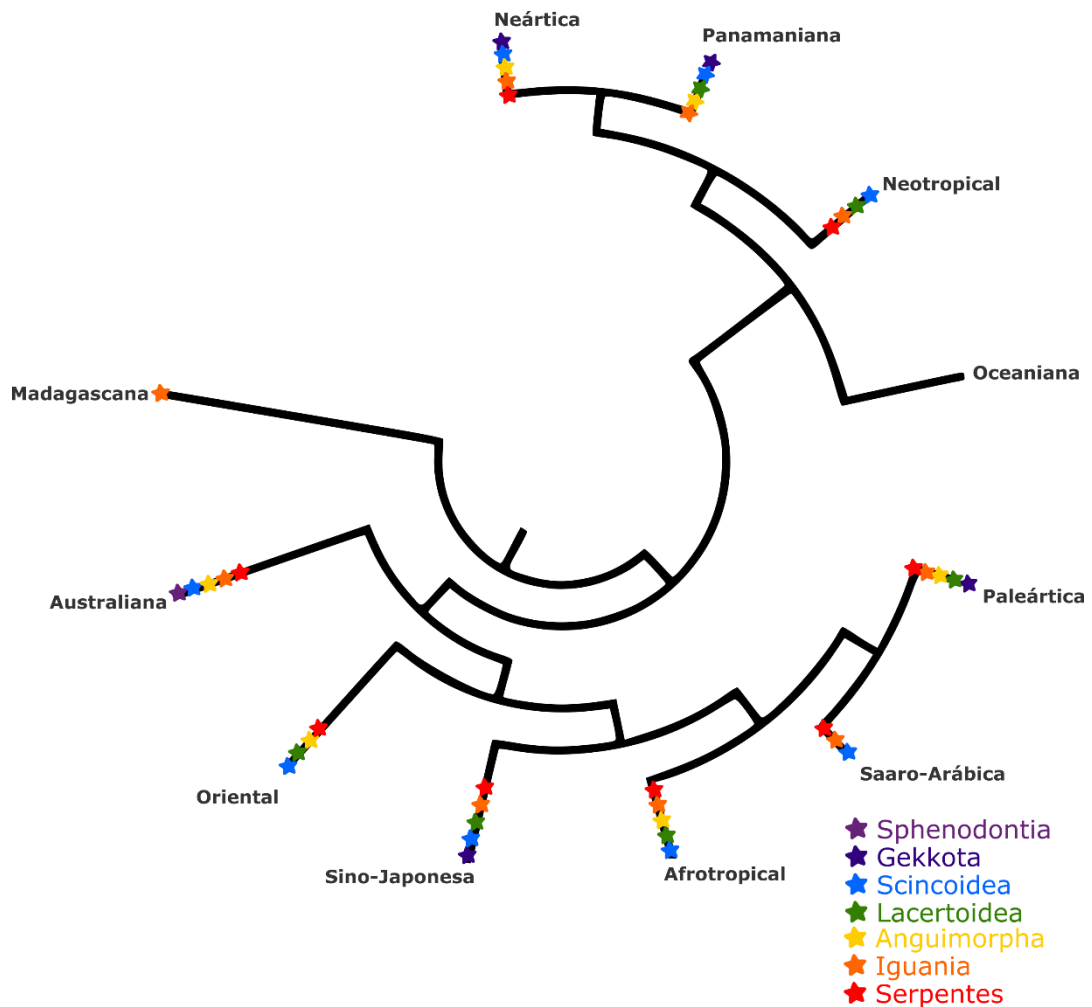 Neártica
Panamaniana
Neotropical
Oceaniana
Madagascana
Australiana
Paleártica
Oriental
Saaro-Arábica
Sino-Japonesa
Afrotropical
Sphenodontia
Gekkota
Scincoidea
Lacertoidea
Anguimorpha
Iguania
Serpentes